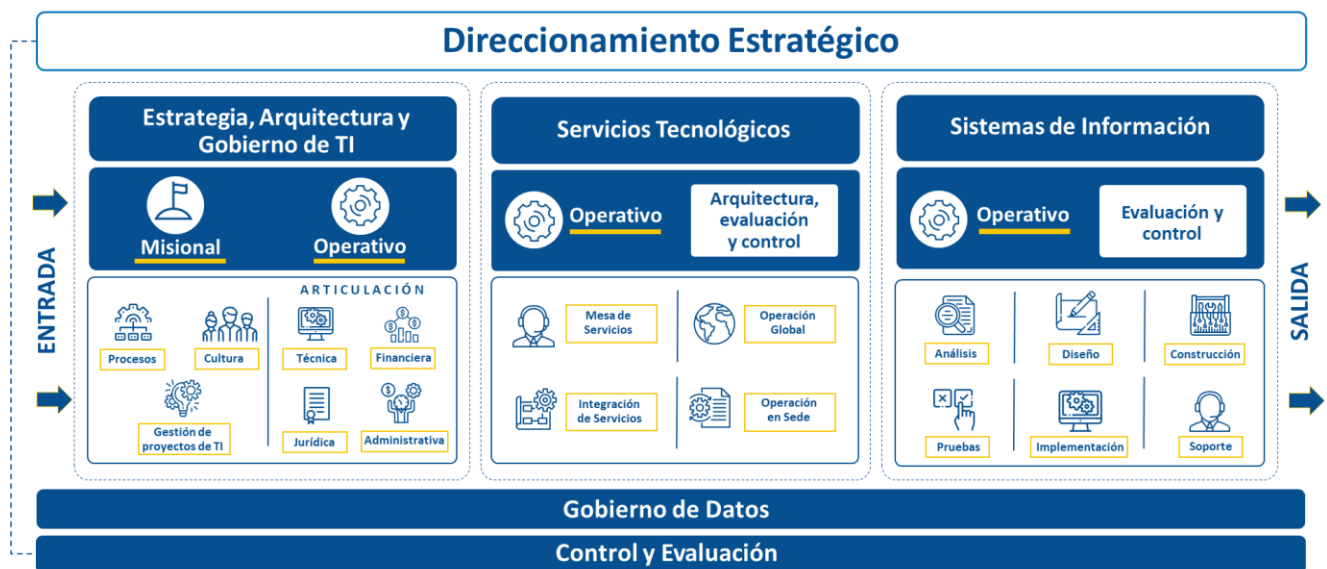 Direccionamiento Estratégico
ENTRADA
Estrategia, Arquitectura y
Gobierno de TI
Misional
Operativo
ARTICULACIÓN
Procesos
Cultura
Técnica
Financiera
Gestión de
proyectos de TI
Jurídica
Administrativa
Servicios Tecnológicos
Operativo
Arquitectura,
evaluación
y control
Mesa de
Servicios
Operación
Global
Integración
de Servicios
Operación
en Sede
Sistemas de Información
Operativo
Evaluación y
control
Análisis
Diseño
Construcción
Pruebas
Implementación
Soporte
SALIDA
Gobierno de Datos
Control y Evaluación